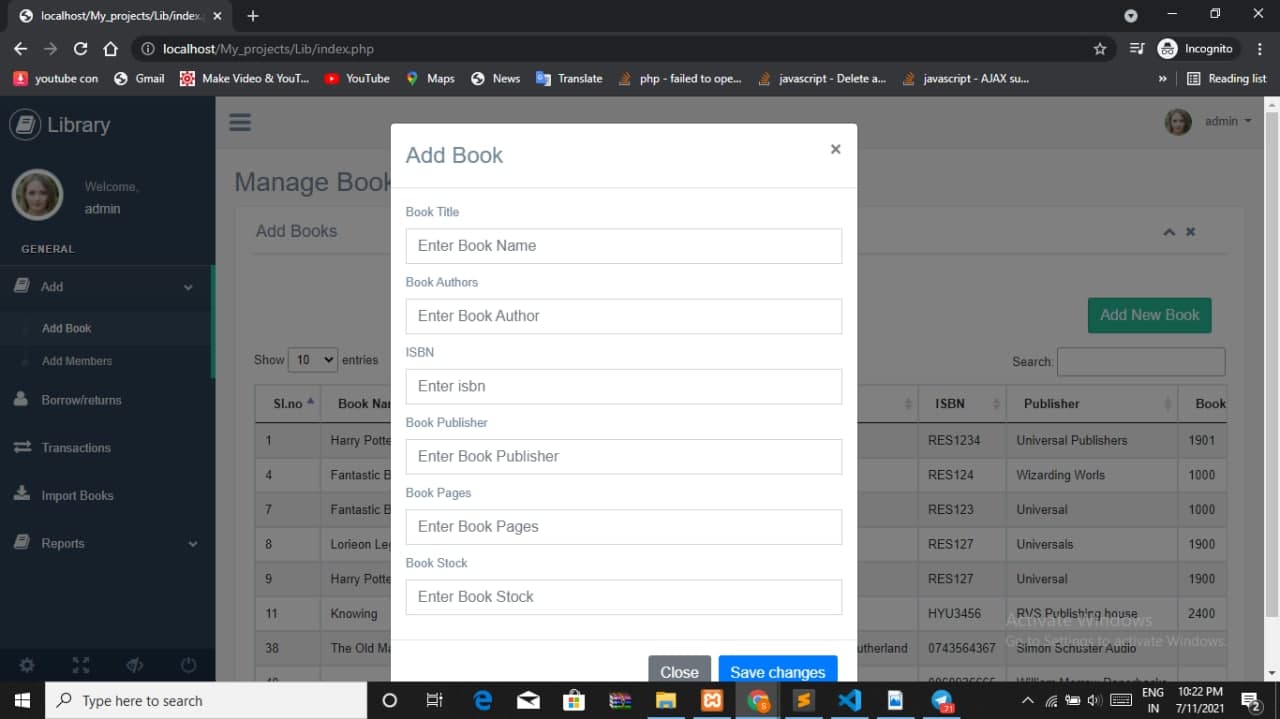 localhost/My_projects/Lib/index.
localhost/My_projects/Lib/index.php
Incognito
youtube con
Gmail
Make Video & YouT...
YouTube
Maps
News
Translate
php - failed to ope...
javascript - Delete a...
javascript - AJAX su...
»
Reading list
Library
admin
Welcome,
admin
GENERAL
Add
Add Book
Add Members
Borrow/returns
Transactions
Import Books
Reports
Manage Book
Add Books
Add New Book
Show 10 entries
Search:
Sl.no Book Na ISBN Publisher Book
1 Harry Potte RES1234 Universal Publishers 1901
4 Fantastic B RES124 Wizarding Worls 1000
7 Fantastic B RES123 Universal 1000
8 Lorieon Le RES127 Universals 1900
9 Harry Potte RES127 Universal 1900
11 Knowing HYU3456 RVS Publishing house 2400
38 The Old Ma utherland 0743564367 Simon Schuster Audio
Add Book
×
Book Title
Enter Book Name
Book Authors
Enter Book Author
ISBN
Enter isbn
Book Publisher
Enter Book Publisher
Book Pages
Enter Book Pages
Book Stock
Enter Book Stock
Close Save changes
Activate Windows
Go to Settings to activate Windows.
Type here to search
71
ENG
IN
10:22 PM
7/11/2021
2